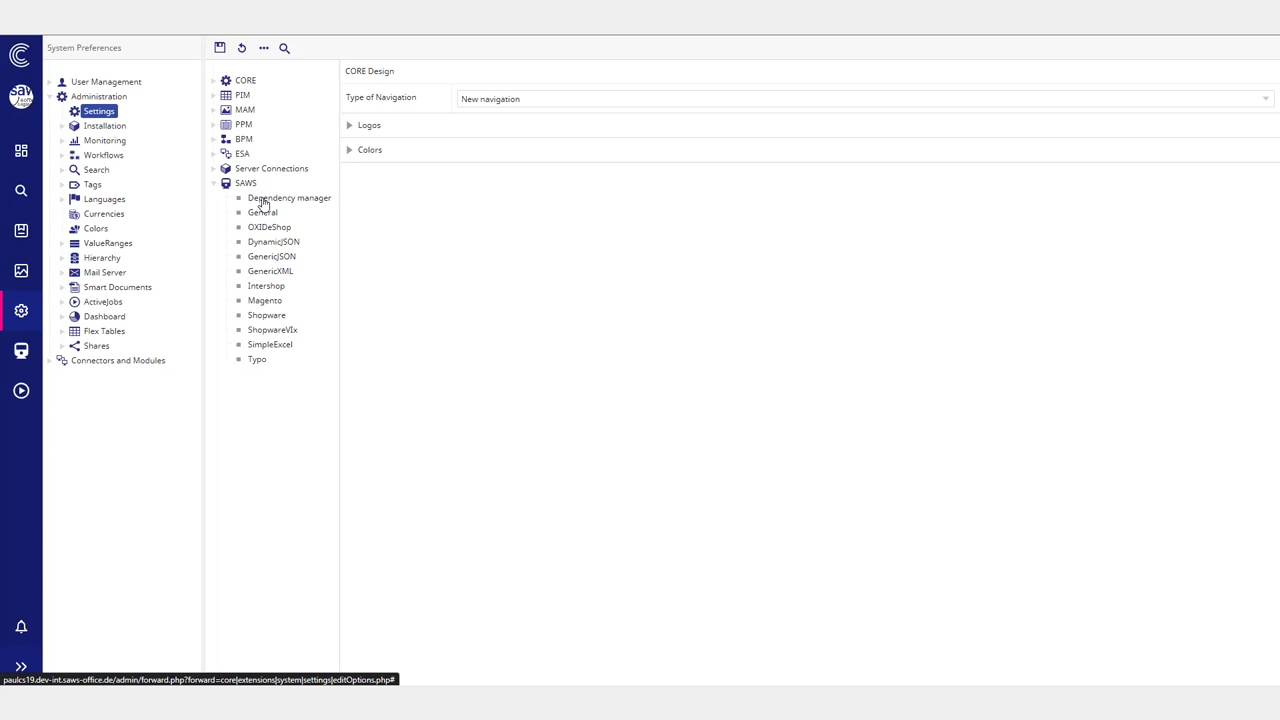 System Preferences
User Management
Administration
Settings
Installation
Monitoring
Workflows
Search
Tags
Languages
Currencies
Colors
ValueRanges
Hierarchy
Mail Server
Smart Documents
ActiveJobs
Dashboard
Flex Tables
Shares
Connectors and Modules
CORE
PIM
MAM
PPM
BPM
ESA
Server Connections
SAWS
Dependency manager
General
OXIDeShop
DynamicJSON
GenericJSON
GenericXML
Intershop
Magento
Shopware
ShopwareVIx
SimpleExcel
Typo
CORE Design
Type of Navigation
New navigation
Logos
Colors
paulcs19.dev-int.saws-office.de/admin/forward.php?forward=core|extensions|system|settings|editOptions.php#